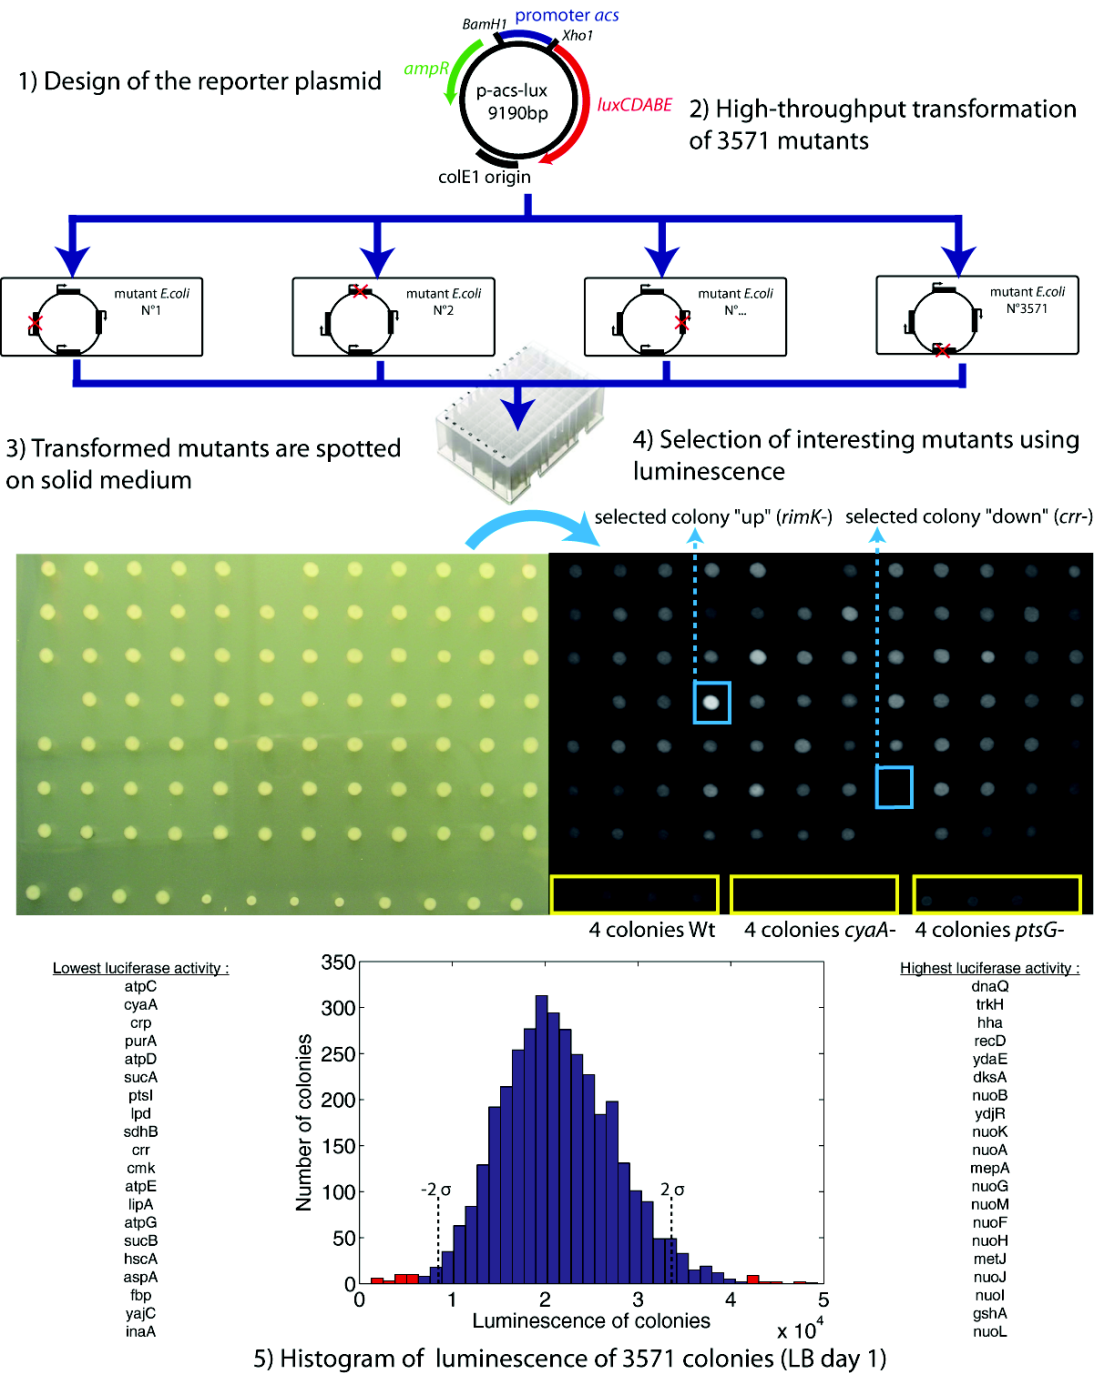 BamH1
promoter acs
Xho1
ampR
1) Design of the reporter plasmid
p-acs-lux
9190bp
luxCDABE
2) High-throughput transformation
of 3571 mutants
colE1 origin
mutant E.coli
N°1
mutant E.coli
N°2
mutant E.coli
N°...
mutant E.coli
N°3571
3) Transformed mutants are spotted
on solid medium
4) Selection of interesting mutants using
luminescence
selected colony "up" (rimK-)
selected colony "down" (crr-)
4 colonies Wt
4 colonies cyaA-
4 colonies ptsG-
Lowest luciferase activity :
atpC
cyaA
crp
purA
atpD
sucA
ptsI
lpd
sdhB
crr
cmk
atpE
lipA
atpG
sucB
hscA
aspA
fbp
yajC
inaA
Number of colonies
350
300
250
200
150
100
50
0
-2 σ
2 σ
0
1
2
3
4
5
Luminescence of colonies
x 10⁴
Highest luciferase activity :
dnaQ
trkH
hha
recD
ydaE
dksA
nuoB
ydjR
nuoK
nuoA
mepA
nuoG
nuoM
nuoF
nuoH
metJ
nuoJ
nuoI
gshA
nuoL
5) Histogram of luminescence of 3571 colonies (LB day 1)